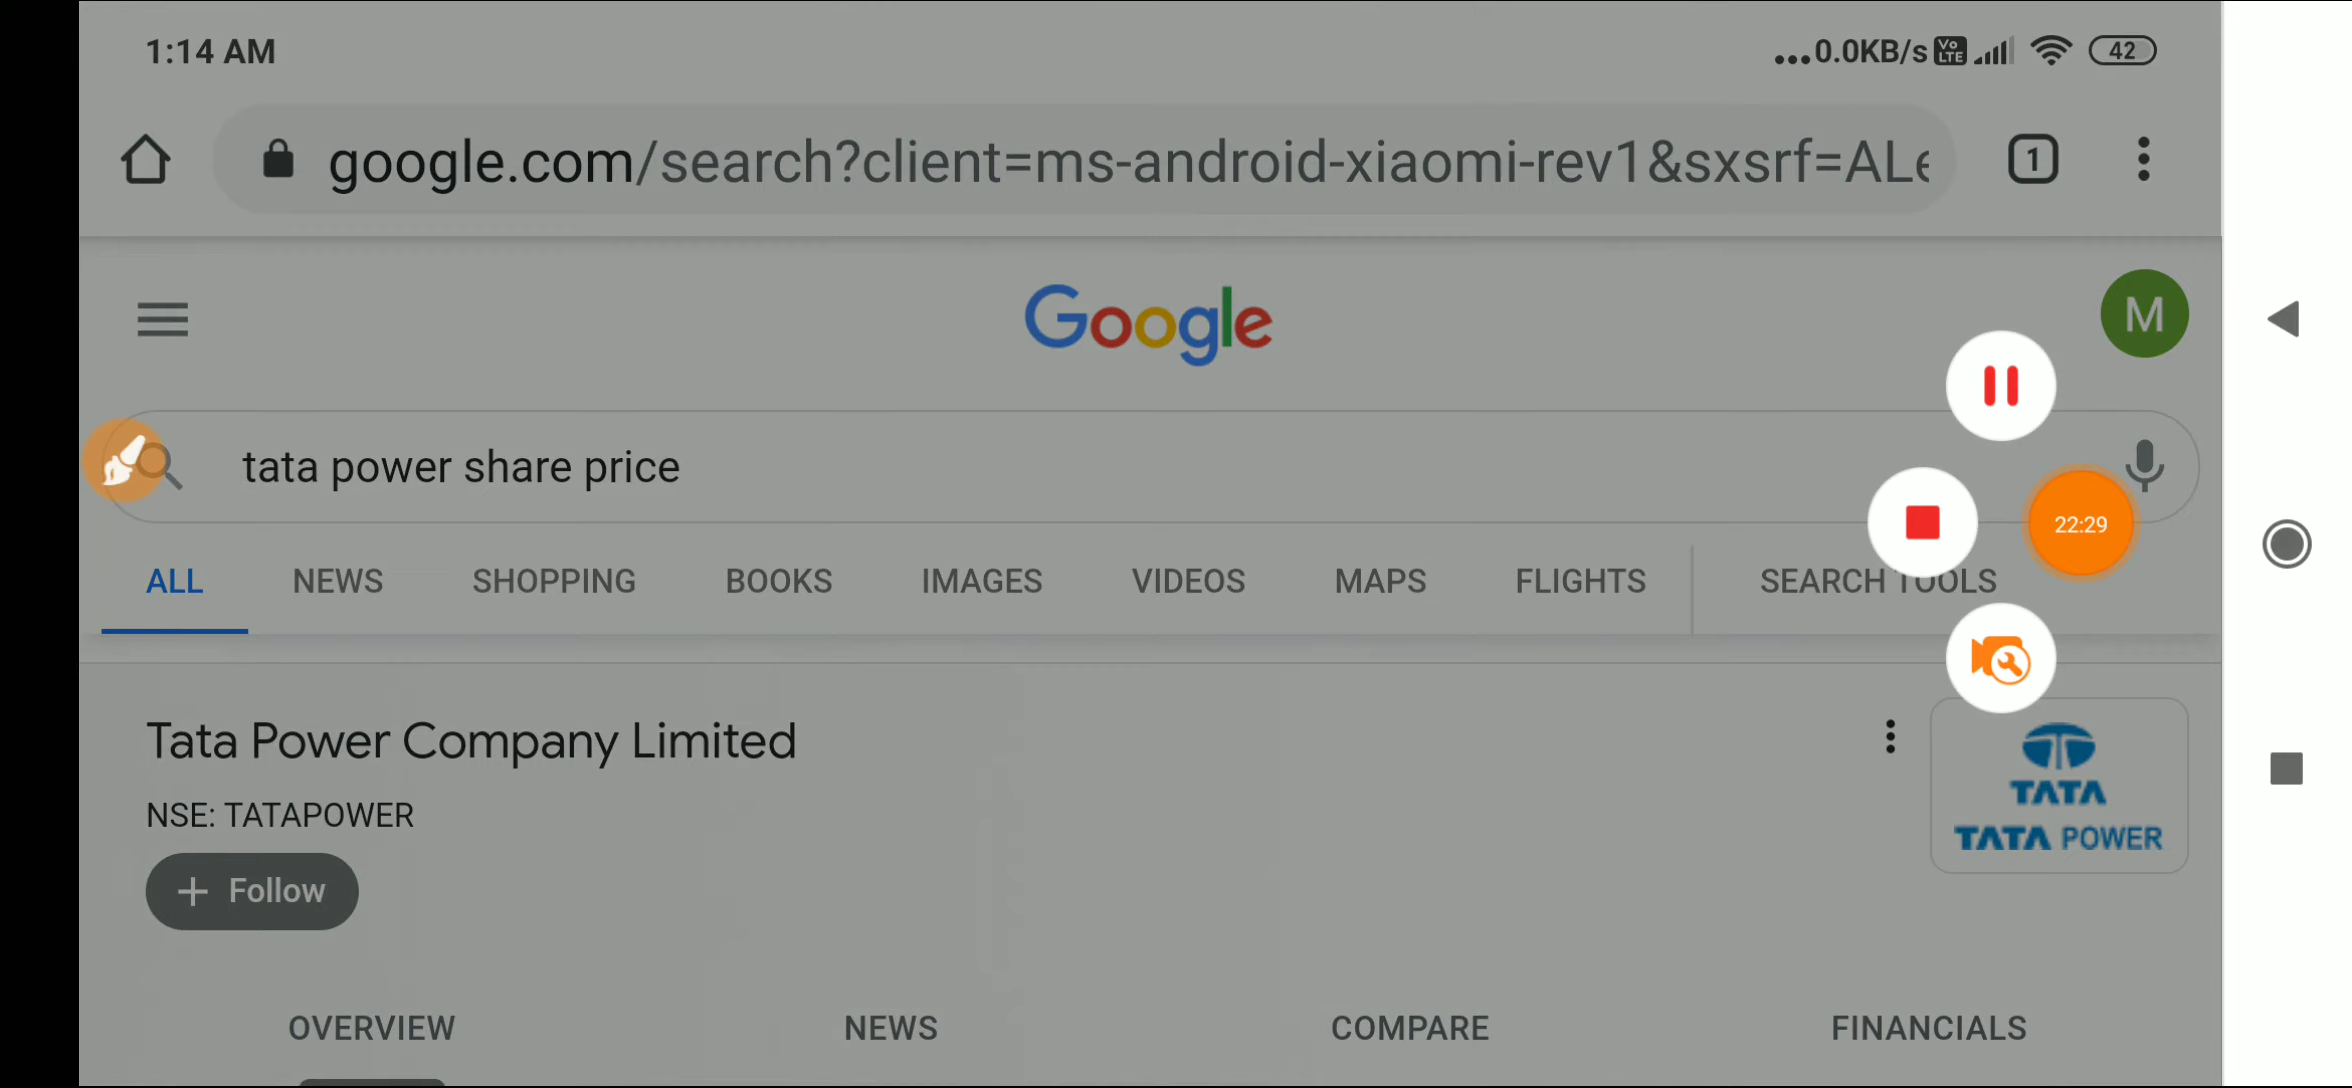 1:14 AM
...0.0KB/s Vo LTE 42
google.com/search?client=ms-android-xiaomi-rev1&sxsrf=ALe
1
Google
M
tata power share price
22:29
ALL NEWS SHOPPING BOOKS IMAGES VIDEOS MAPS FLIGHTS SEARCH TOOLS
Tata Power Company Limited
NSE: TATAPOWER
TATA
TATA POWER
+ Follow
OVERVIEW NEWS COMPARE FINANCIALS